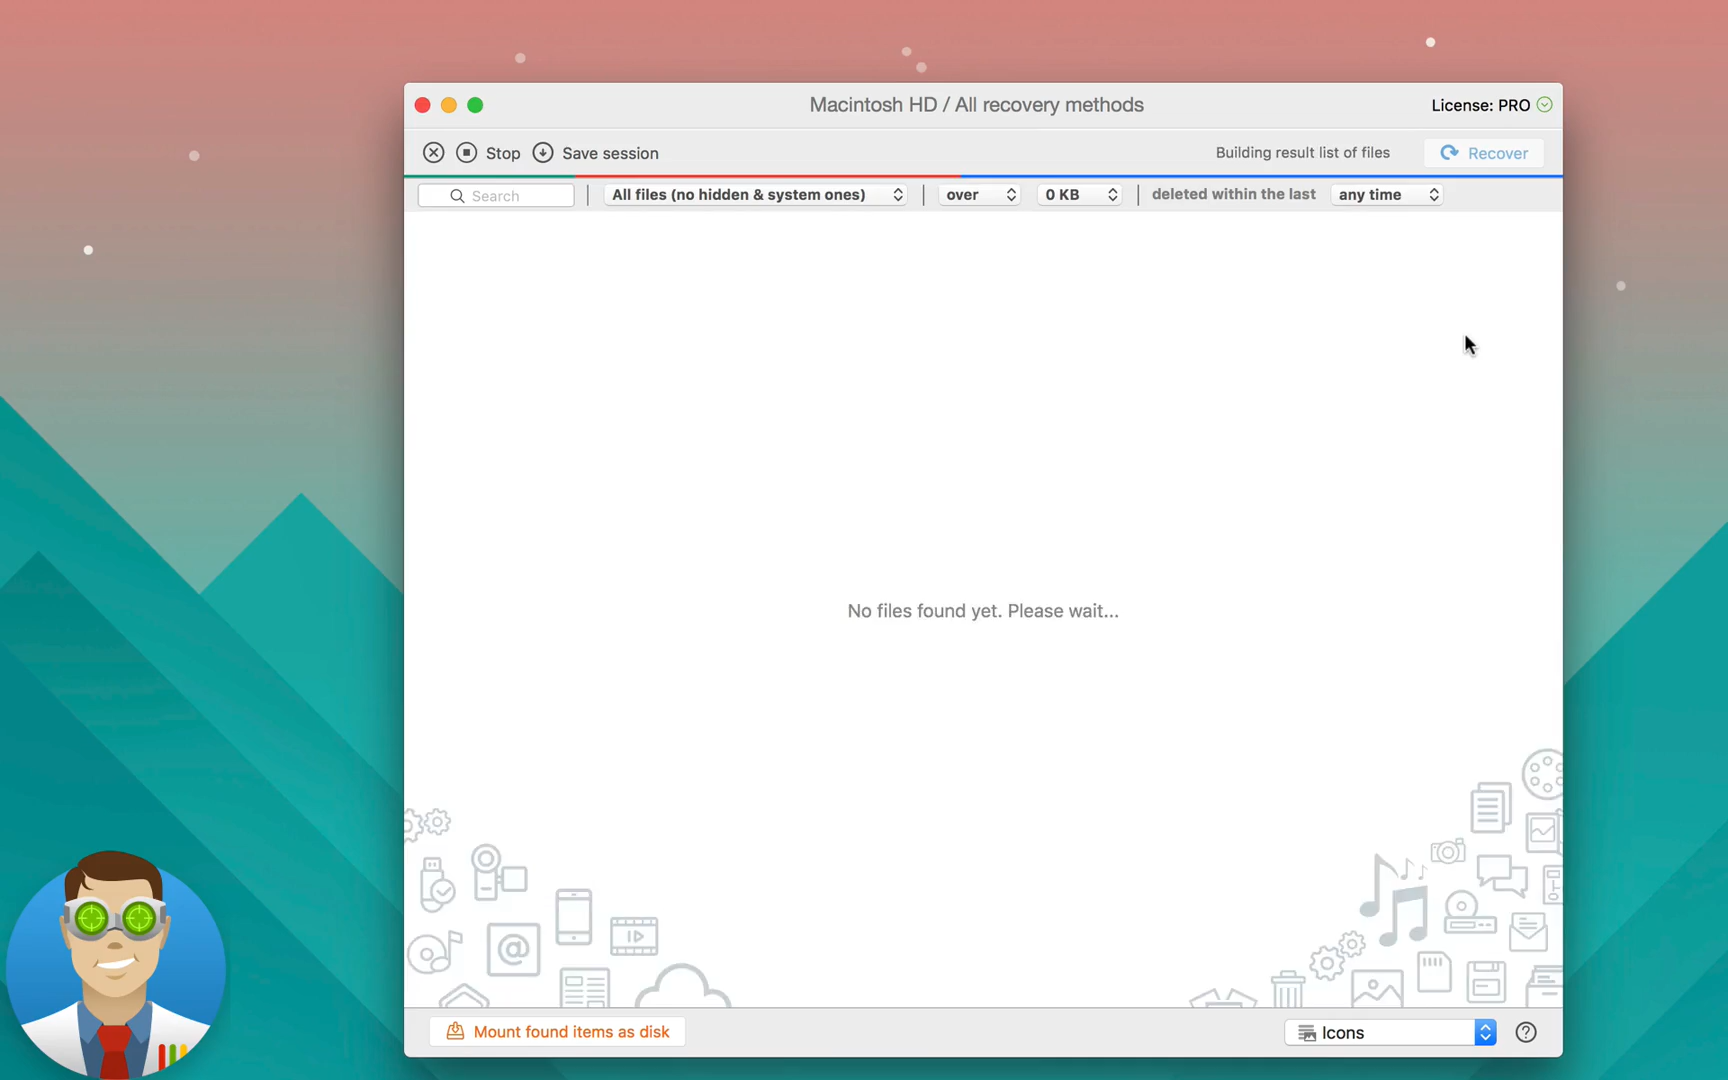 Macintosh HD / All recovery methods
License: PRO
Stop
Save session
Building result list of files
Recover
Search
All files (no hidden & system ones)
over
0 KB
deleted within the last
any time
No files found yet. Please wait...
@
Mount found items as disk
Icons
?